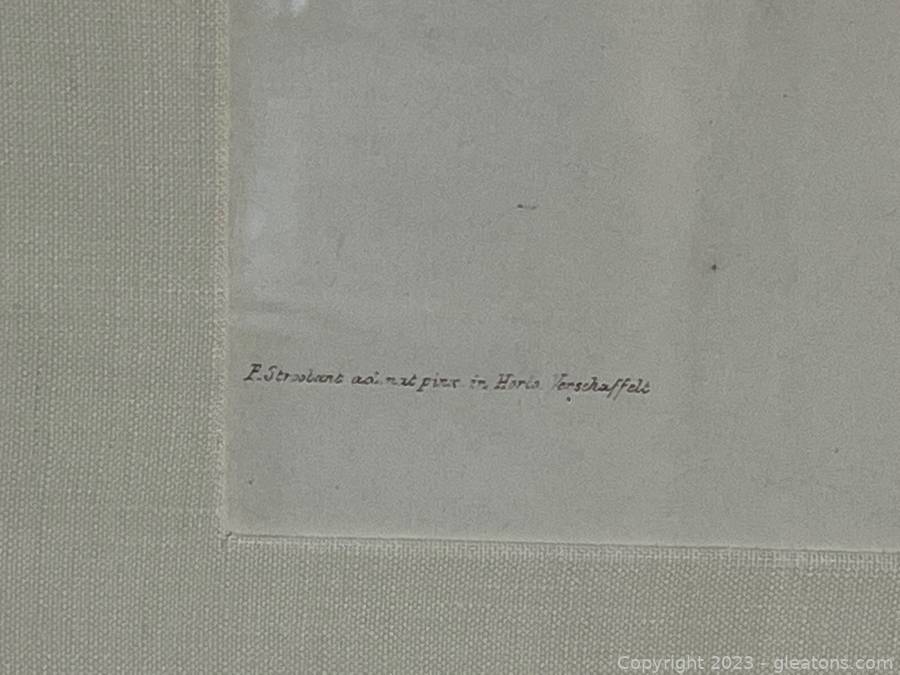 P. Stroobant ad. nat pinx. in Horto Verschaffelt
Copyright 2023 - gleatons.com